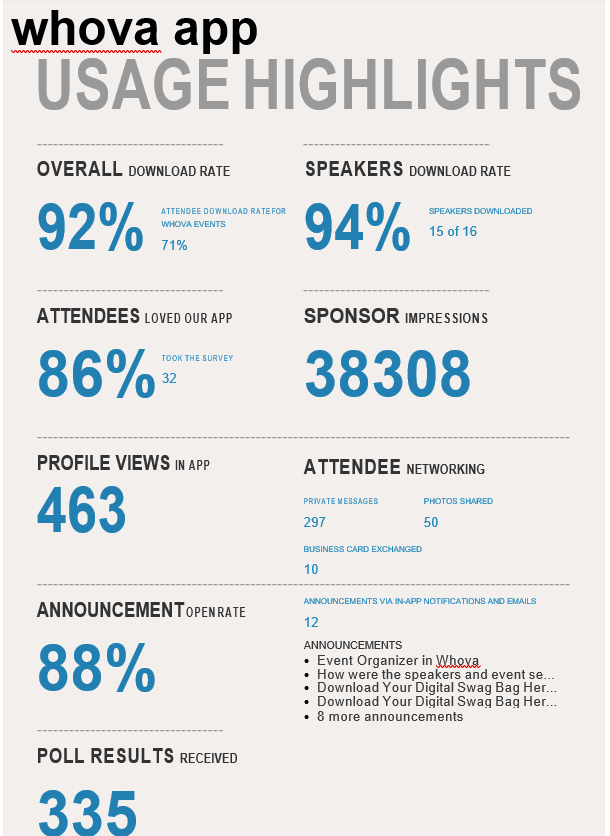 whova app
USAGE HIGHLIGHTS
OVERALL DOWNLOAD RATE
92%
ATTENDEE DOWNLOAD RATE FOR
WHOVA EVENTS
71%
SPEAKERS DOWNLOAD RATE
94%
SPEAKERS DOWNLOADED
15 of 16
ATTENDEES LOVED OUR APP
86%
TOOK THE SURVEY
32
SPONSOR IMPRESSIONS
38308
PROFILE VIEWS IN APP
463
ATTENDEE NETWORKING
PRIVATE MESSAGES
297
PHOTOS SHARED
50
BUSINESS CARD EXCHANGED
10
ANNOUNCEMENT OPEN RATE
88%
ANNOUNCEMENTS VIA IN-APP NOTIFICATIONS AND EMAILS
12
ANNOUNCEMENTS
• Event Organizer in Whova
• How were the speakers and event se...
• Download Your Digital Swag Bag Her...
• Download Your Digital Swag Bag Her...
• 8 more announcements
POLL RESULTS RECEIVED
335